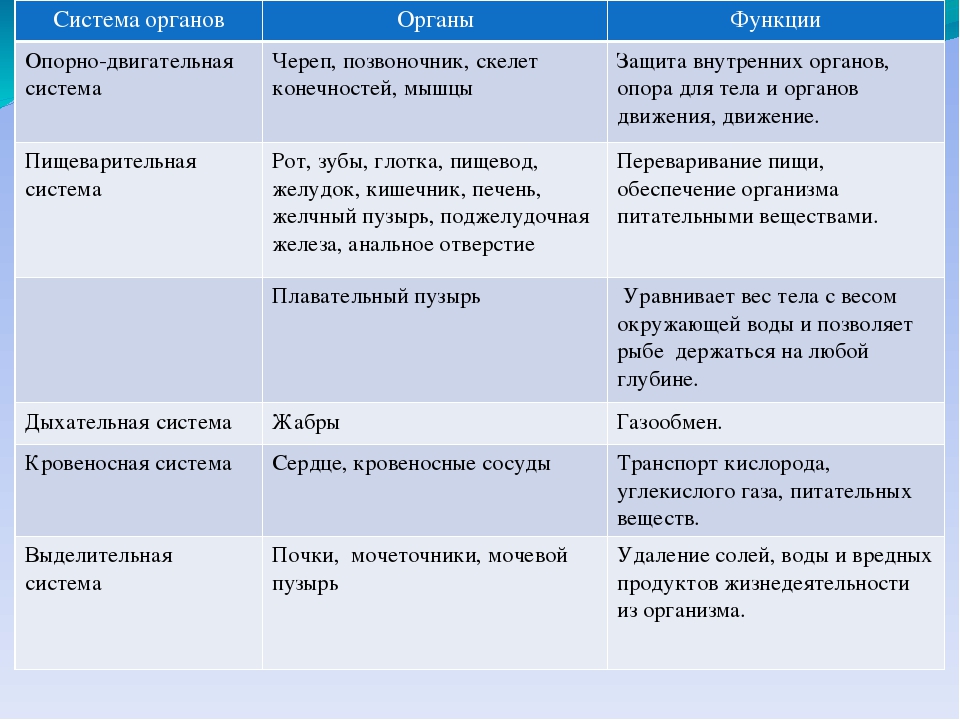 Система органов
Органы
Функции
Опорно-двигательная
система
Череп, позвоночник, скелет
конечностей, мышцы
Защита внутренних органов,
опора для тела и органов
движения, движение.
Пищеварительная
система
Рот, зубы, глотка, пищевод,
желудок, кишечник, печень,
желчный пузырь, поджелудочная
железа, анальное отверстие
Переваривание пищи,
обеспечение организма
питательными веществами.
Плавательный пузырь
Уравнивает вес тела с весом
окружающей воды и позволяет
рыбе держаться на любой
глубине.
Дыхательная система
Жабры
Газообмен.
Кровеносная система
Сердце, кровеносные сосуды
Транспорт кислорода,
углекислого газа, питательных
веществ.
Выделительная
система
Почки, мочеточники, мочевой
пузырь
Удаление солей, воды и вредных
продуктов жизнедеятельности
из организма.